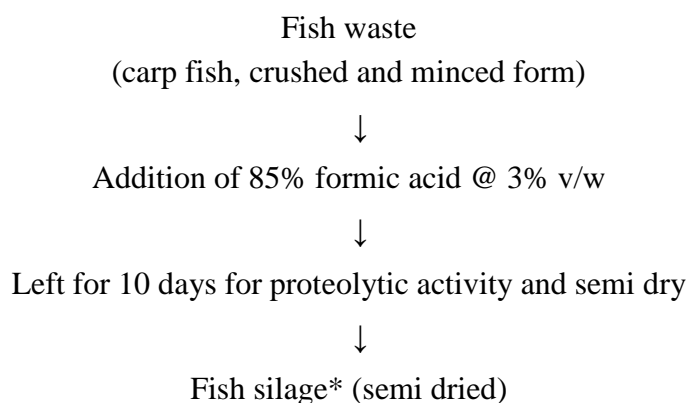 Fish waste
(carp fish, crushed and minced form)
↓
Addition of 85% formic acid @ 3% v/w
↓
Left for 10 days for proteolytic activity and semi dry
↓
Fish silage* (semi dried)